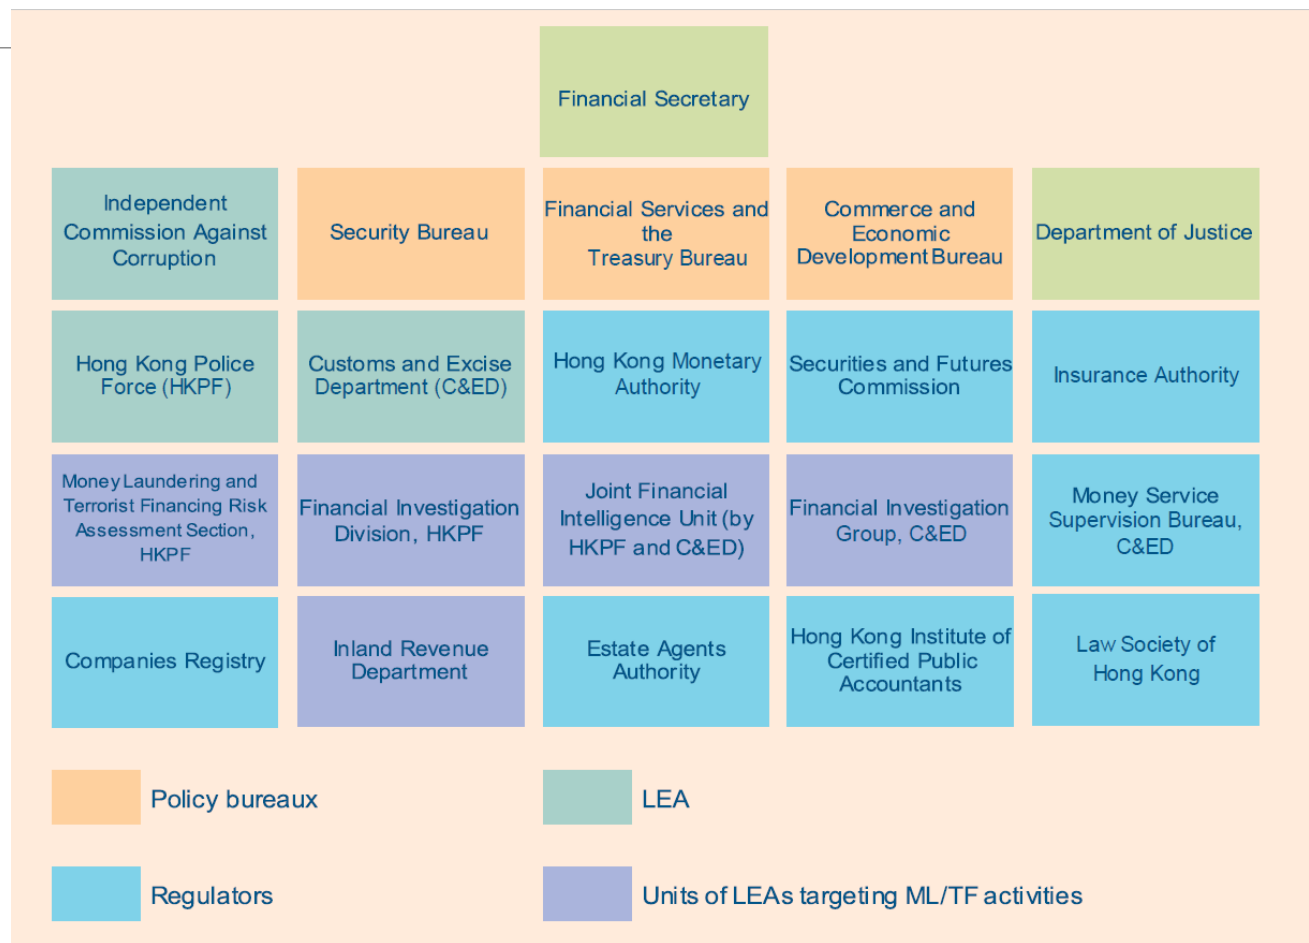 Financial Secretary
Independent
Commission Against
Corruption
Security Bureau
Financial Services and
the
Treasury Bureau
Commerce and
Economic
Development Bureau
Department of Justice
Hong Kong Police
Force (HKPF)
Customs and Excise
Department (C&ED)
Hong Kong Monetary
Authority
Securities and Futures
Commission
Insurance Authority
Money Laundering and
Terrorist Financing Risk
Assessment Section,
HKPF
Financial Investigation
Division, HKPF
Joint Financial
Intelligence Unit (by
HKPF and C&ED)
Financial Investigation
Group, C&ED
Money Service
Supervision Bureau,
C&ED
Companies Registry
Inland Revenue
Department
Estate Agents
Authority
Hong Kong Institute of
Certified Public
Accountants
Law Society of
Hong Kong
Policy bureaux
LEA
Regulators
Units of LEAs targeting ML/TF activities